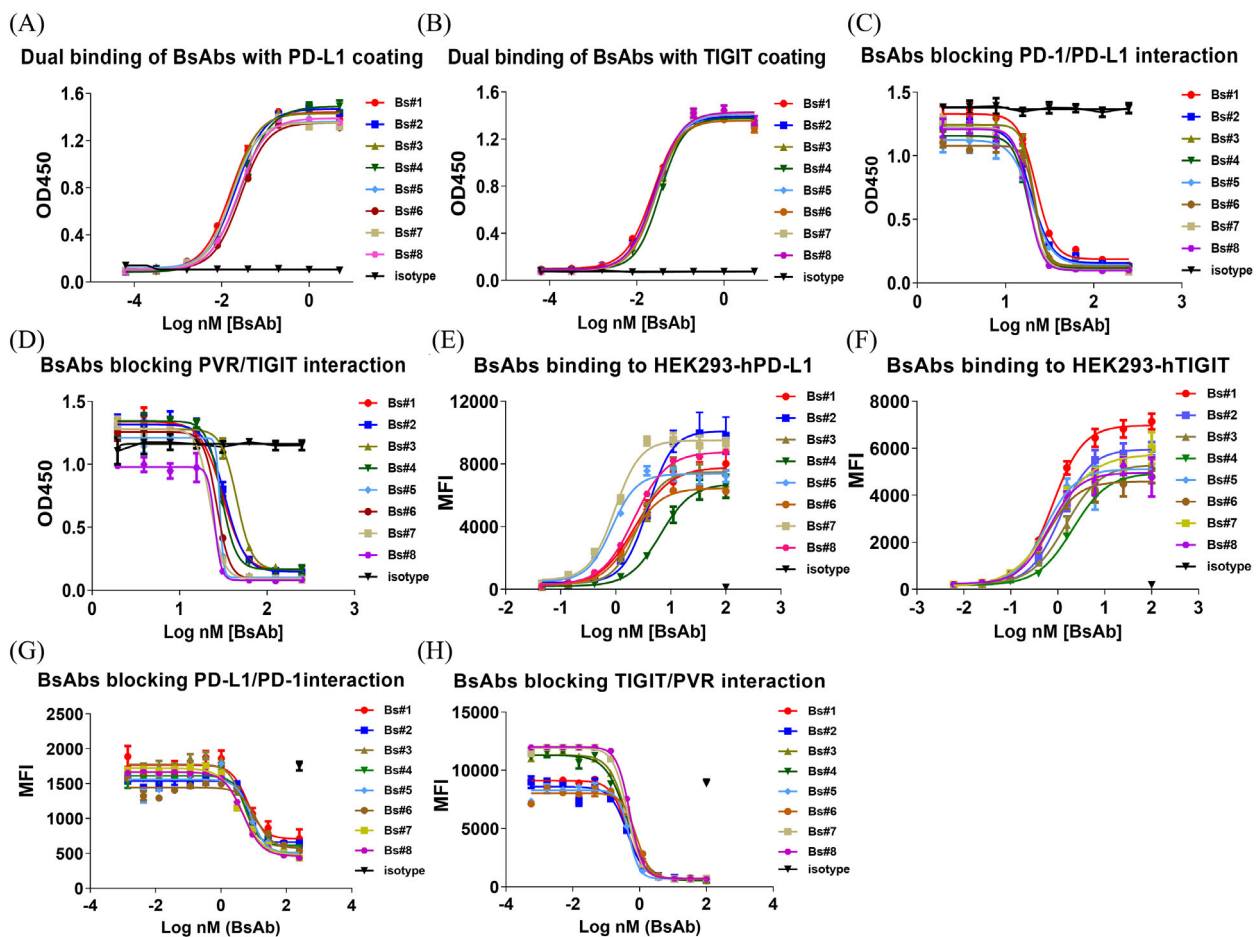 (A)
Dual binding of BsAbs with PD-L1 coating
OD450
1.6
1.2
0.8
0.4
0.0
-4
-2
0
Log nM [BsAb]
Bs#1
Bs#2
Bs#3
Bs#4
Bs#5
Bs#6
Bs#7
Bs#8
isotype
(B)
Dual binding of BsAbs with TIGIT coating
OD450
1.6
1.2
0.8
0.4
0.0
-4
-2
0
Log nM [BsAb]
Bs#1
Bs#2
Bs#3
Bs#4
Bs#5
Bs#6
Bs#7
Bs#8
isotype
(C)
BsAbs blocking PD-1/PD-L1 interaction
OD450
1.5
1.0
0.5
0.0
0
1
2
3
Log nM [BsAb]
Bs#1
Bs#2
Bs#3
Bs#4
Bs#5
Bs#6
Bs#7
Bs#8
isotype
(D)
BsAbs blocking PVR/TIGIT interaction
OD450
1.5
1.0
0.5
0.0
0
1
2
3
Log nM [BsAb]
Bs#1
Bs#2
Bs#3
Bs#4
Bs#5
Bs#6
Bs#7
Bs#8
isotype
(E)
BsAbs binding to HEK293-hPD-L1
MFI
12000
8000
4000
0
-2
-1
0
1
2
3
Log nM [BsAb]
Bs#1
Bs#2
Bs#3
Bs#4
Bs#5
Bs#6
Bs#7
Bs#8
isotype
(F)
BsAbs binding to HEK293-hTIGIT
MFI
8000
6000
4000
2000
0
-3
-2
-1
0
1
2
3
Log nM [BsAb]
Bs#1
Bs#2
Bs#3
Bs#4
Bs#5
Bs#6
Bs#7
Bs#8
isotype
(G)
BsAbs blocking PD-L1/PD-1interaction
MFI
2500
2000
1500
1000
500
0
-4
-2
0
2
4
Log nM (BsAb)
Bs#1
Bs#2
Bs#3
Bs#4
Bs#5
Bs#6
Bs#7
Bs#8
isotype
(H)
BsAbs blocking TIGIT/PVR interaction
MFI
15000
10000
5000
0
-4
-2
0
2
4
Log nM (BsAb)
Bs#1
Bs#2
Bs#3
Bs#4
Bs#5
Bs#6
Bs#7
Bs#8
isotype